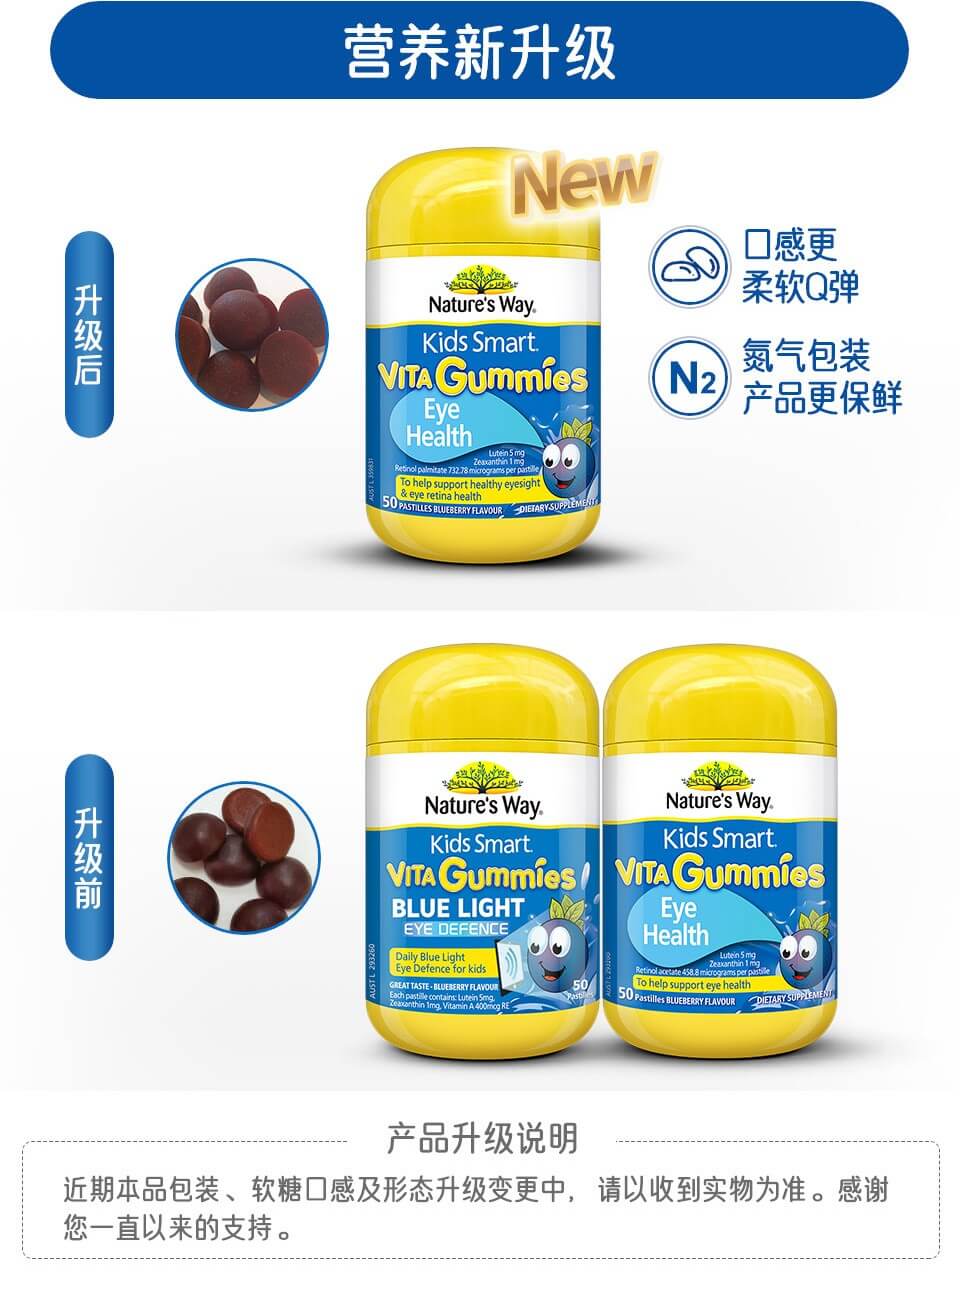 营养新升级
New
升级后
Nature's Way®
Kids Smart®
VITA Gummies
Eye
Health
Lutein 5 mg
Zeaxanthin 1 mg
Retinol palmitate 732.78 micrograms per pastille
To help support healthy eyesight
& eye retina health
50 PASTILLES BLUEBERRY FLAVOUR
DIETARY SUPPLEMENT
AUST L 359831
口感更
柔软Q弹
N2
氮气包装
产品更保鲜
升级前
Nature's Way®
Kids Smart®
VITA Gummies
BLUE LIGHT
EYE DEFENCE
Daily Blue Light
Eye Defence for kids
GREAT TASTE - BLUEBERRY FLAVOUR
Each pastille contains: Lutein 5mg,
Zeaxanthin 1mg, Vitamin A 400mcg RE
50
Pastilles
AUST L 293260
Nature's Way®
Kids Smart®
VITA Gummies
Eye
Health
Lutein 5 mg
Zeaxanthin 1 mg
Retinol acetate 458.8 micrograms per pastille
To help support eye health
50 Pastilles BLUEBERRY FLAVOUR
DIETARY SUPPLEMENT
AUST L 293260
产品升级说明
近期本品包装、软糖口感及形态升级变更中，请以收到实物为准。感谢
您一直以来的支持。